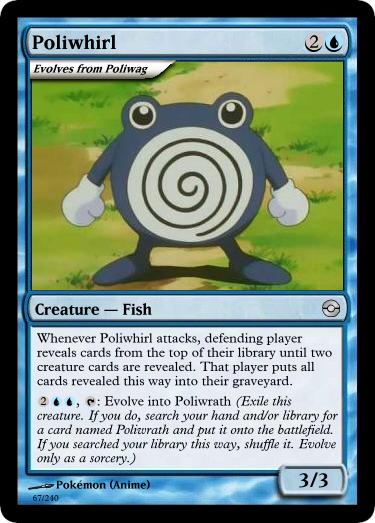 Poliwhirl 2
Evolves from Poliwag
Creature — Fish
Whenever Poliwhirl attacks, defending player
reveals cards from the top of their library until two
creature cards are revealed. That player puts all
cards revealed this way into their graveyard.
2, : Evolve into Poliwrath (Exile this
creature. If you do, search your hand and/or library for
a card named Poliwrath and put it onto the battlefield.
If you searched your library this way, shuffle it. Evolve
only as a sorcery.)
3/3
Pokémon (Anime)
67/240